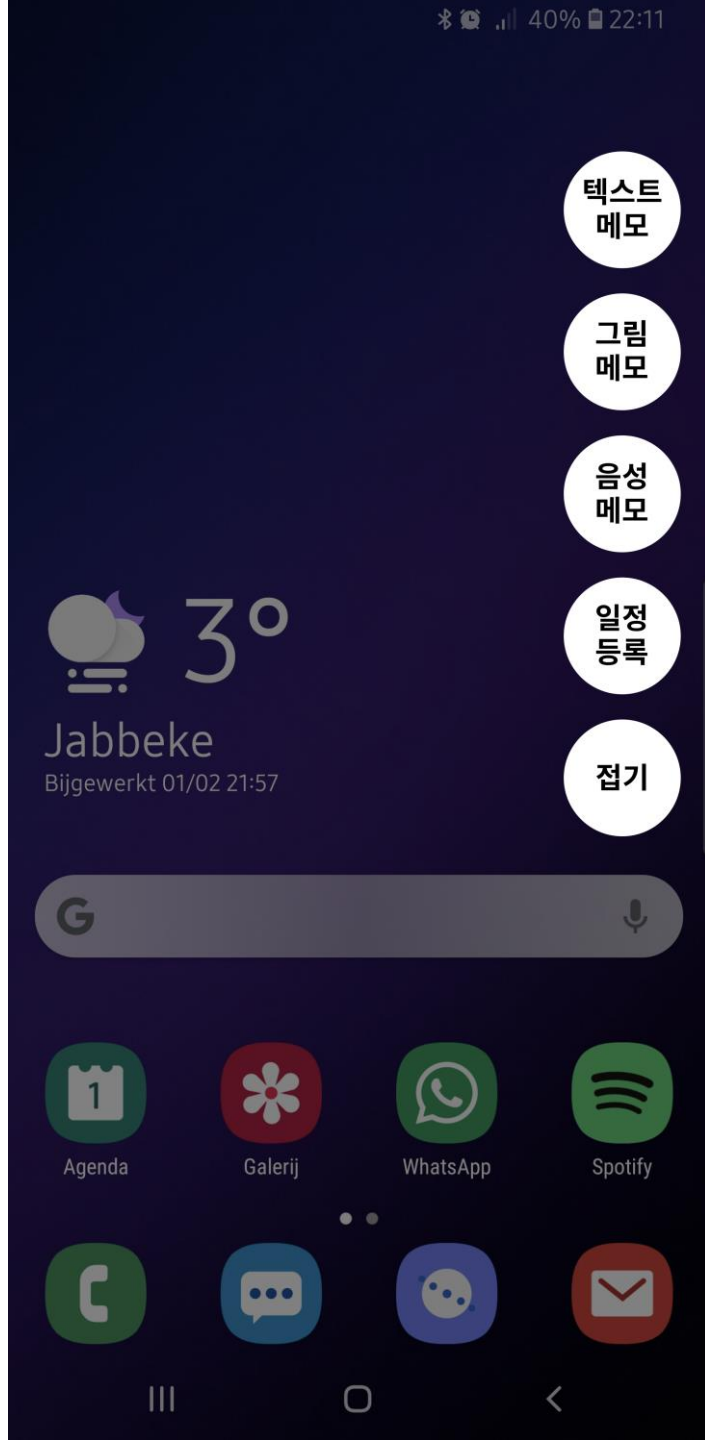 40% 22:11
텍스트
메모
그림
메모
음성
메모
3°
일정
등록
Jabbeke
Bijgewerkt 01/02 21:57
접기
G
1
Agenda
Galerij
WhatsApp
Spotify